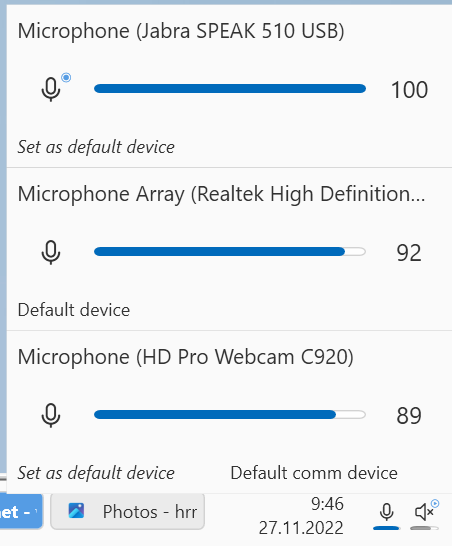 Microphone (Jabra SPEAK 510 USB)
100
Set as default device
Microphone Array (Realtek High Definition...
92
Default device
Microphone (HD Pro Webcam C920)
89
Set as default device Default comm device
et - Photos - hrr 9:46
27.11.2022